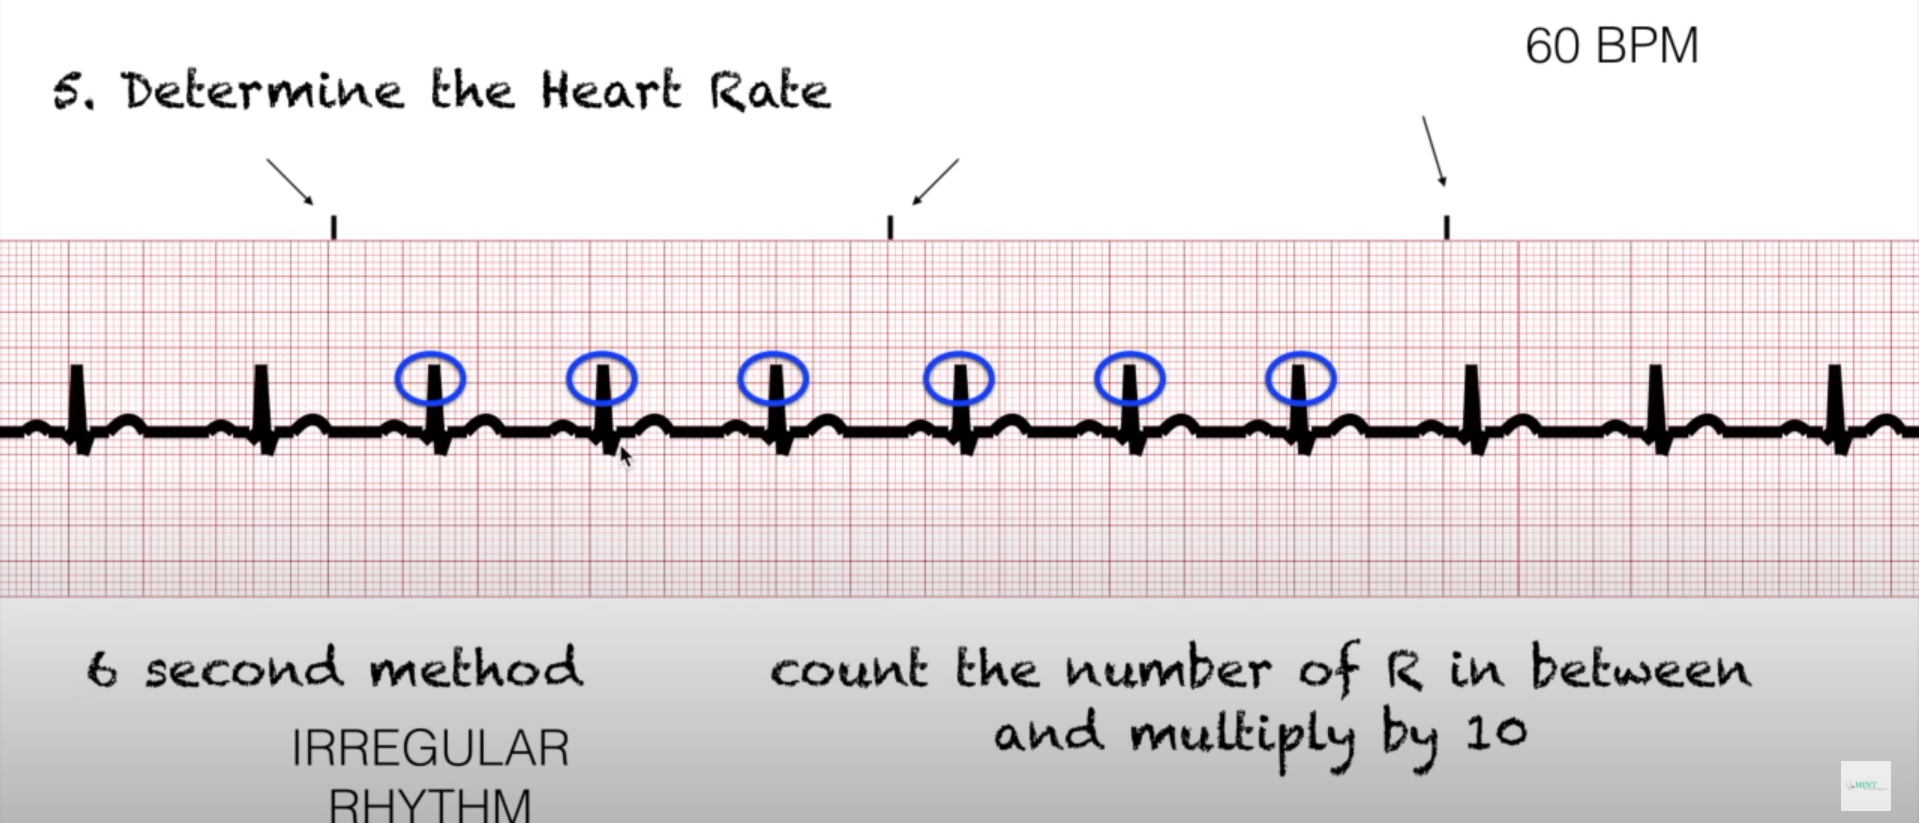 60 BPM
5. Determine the Heart Rate
6 second method
count the number of R in between
and multiply by 10
IRREGULAR
RHYTHM
MINT